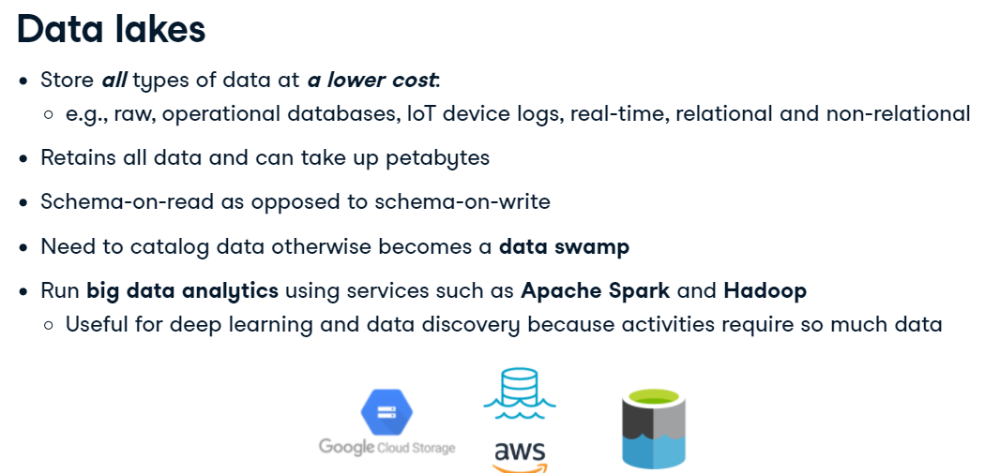 Data lakes
• Store all types of data at a lower cost:
○ e.g., raw, operational databases, IoT device logs, real-time, relational and non-relational
• Retains all data and can take up petabytes
• Schema-on-read as opposed to schema-on-write
• Need to catalog data otherwise becomes a data swamp
• Run big data analytics using services such as Apache Spark and Hadoop
○ Useful for deep learning and data discovery because activities require so much data
Google Cloud Storage
aws